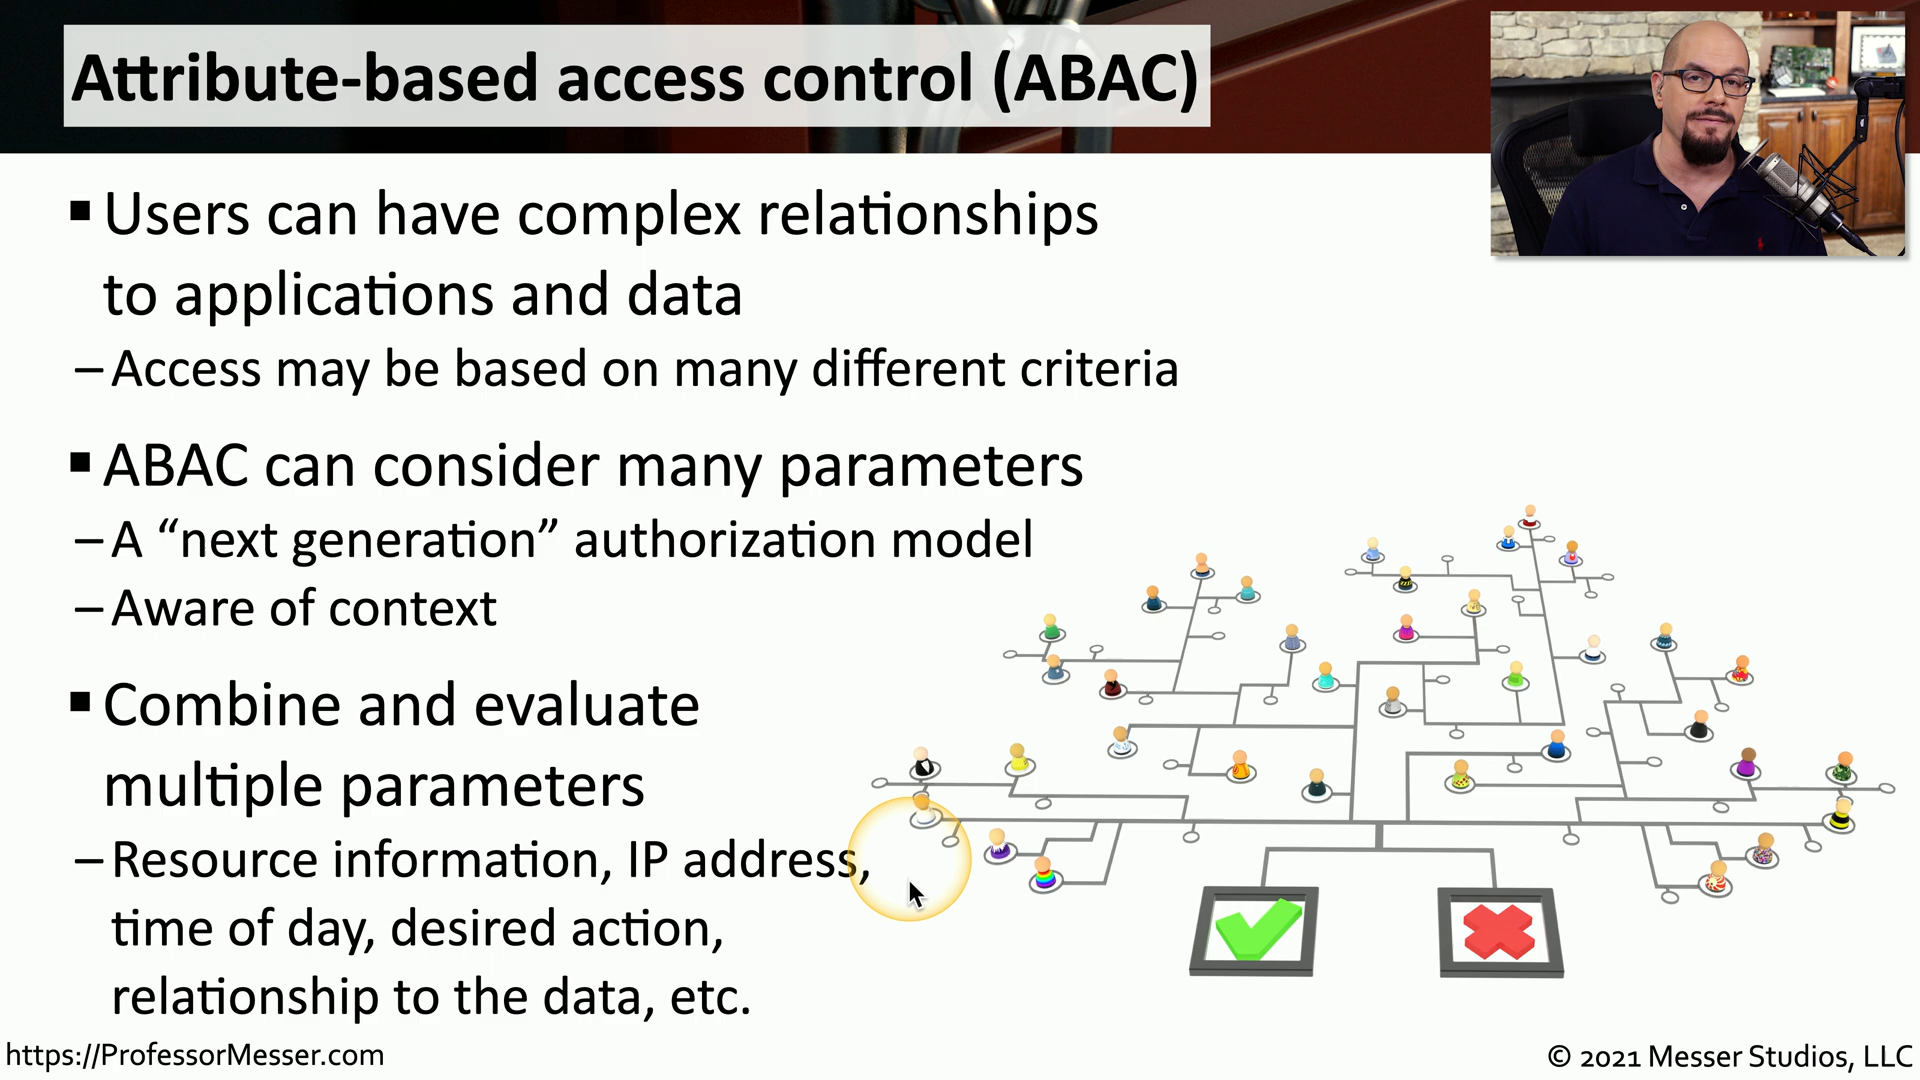 Attribute-based access control (ABAC)
▪ Users can have complex relationships
to applications and data
– Access may be based on many different criteria
▪ ABAC can consider many parameters
– A “next generation” authorization model
– Aware of context
▪ Combine and evaluate
multiple parameters
– Resource information, IP address,
time of day, desired action,
relationship to the data, etc.
https://ProfessorMesser.com
© 2021 Messer Studios, LLC